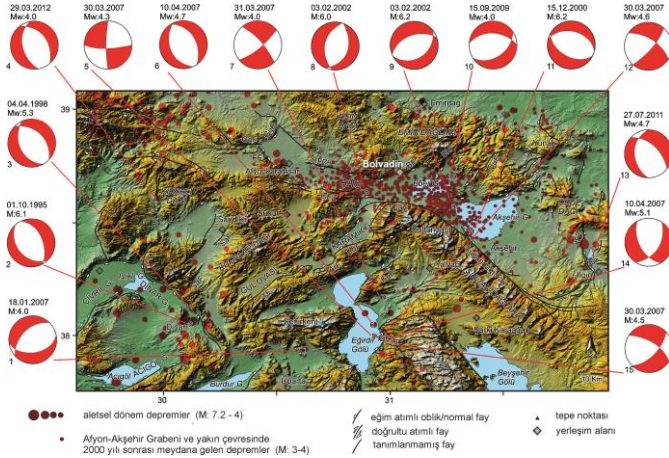 29.03.2012
Mw:4.0
4
30.03.2007
Mw:4.3
5
10.04.2007
Mw:4.7
6
31.03.2007
Mw:4.0
7
03.02.2002
M:6.0
8
03.02.2002
M:6.2
9
15.09.2009
Mw:4.0
10
15.12.2000
Mw:6.2
11
30.03.2007
Mw:4.6
12
04.04.1998
Mw:5.3
3
01.10.1995
M:6.1
2
18.01.2007
M:4.0
1
27.07.2011
Mw:4.7
13
10.04.2007
Mw:5.1
14
30.03.2007
Mw:4.5
15
39
38
30
31
Emirdağ
Bolvadin
Akşehir G.
Akşehir
Eğirdir
Gölü
Beyşehir
Gölü
Burdur G.
Isparta
Acıgöl
10 Km
aletsel dönem depremler (M: 7.2 - 4)
Afyon-Akşehir Grabeni ve yakın çevresinde
2000 yılı sonrası meydana gelen depremler (M: 3-4)
eğim atımlı oblik/normal fay
doğrultu atımlı fay
tanımlanmamış fay
tepe noktası
yerleşim alanı